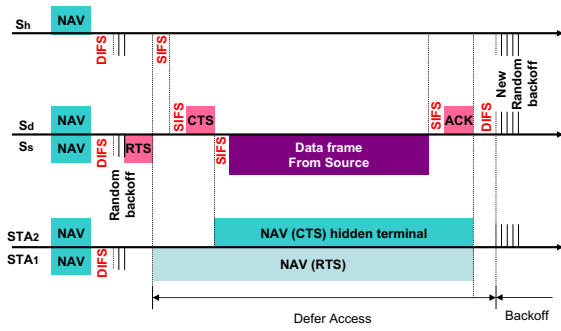 Sh
NAV
DIFS
SIFS
New
Random
backoff
Sd
NAV
SIFS
CTS
SIFS
ACK
DIFS
Ss
NAV
DIFS
RTS
SIFS
Data frame
From Source
Random
backoff
STA2
NAV
NAV (CTS) hidden terminal
STA1
NAV
DIFS
NAV (RTS)
Defer Access
Backoff